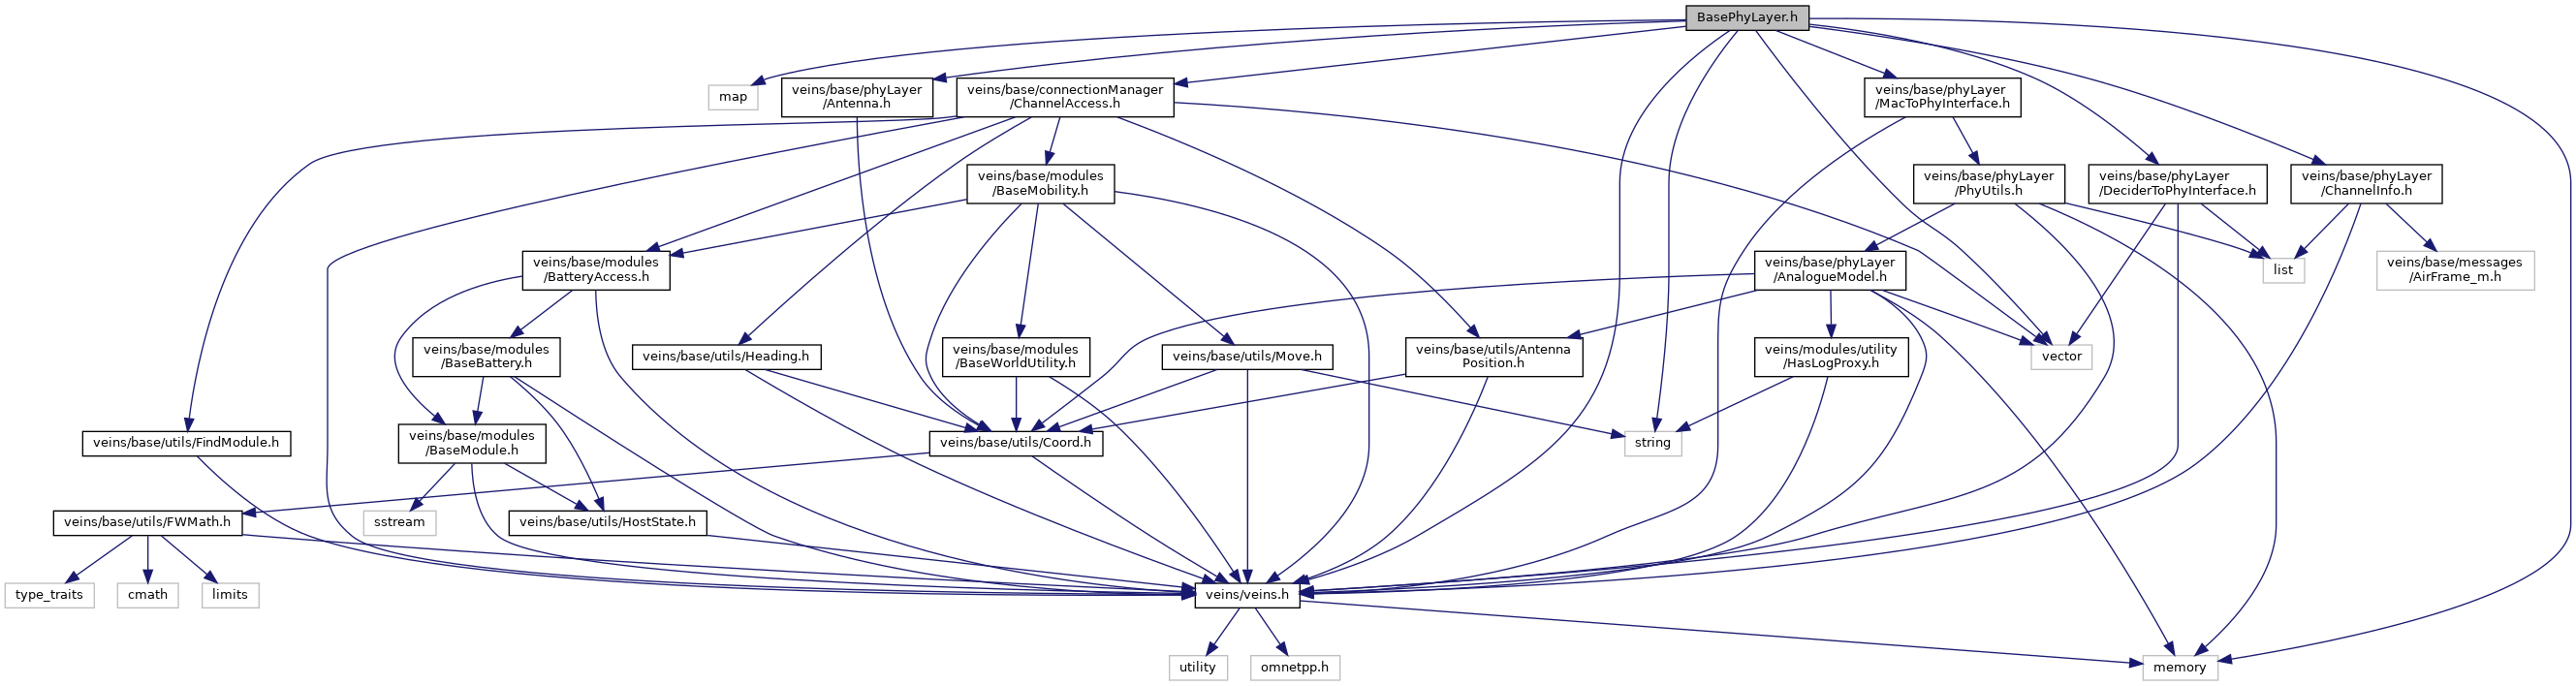 BasePhyLayer.h
map
veins/base/phyLayer
/Antenna.h
veins/base/connectionManager
/ChannelAccess.h
veins/base/phyLayer
/MacToPhyInterface.h
veins/base/modules
/BaseMobility.h
veins/base/phyLayer
/PhyUtils.h
veins/base/phyLayer
/DeciderToPhyInterface.h
veins/base/phyLayer
/ChannelInfo.h
veins/base/modules
/BatteryAccess.h
veins/base/phyLayer
/AnalogueModel.h
list
veins/base/messages
/AirFrame_m.h
veins/base/modules
/BaseBattery.h
veins/base/utils/Heading.h
veins/base/modules
/BaseWorldUtility.h
veins/base/utils/Move.h
veins/base/utils/Antenna
Position.h
veins/modules/utility
/HasLogProxy.h
vector
veins/base/utils/FindModule.h
veins/base/modules
/BaseModule.h
veins/base/utils/Coord.h
string
veins/base/utils/FWMath.h
sstream
veins/base/utils/HostState.h
type_traits
cmath
limits
veins/veins.h
utility
omnetpp.h
memory